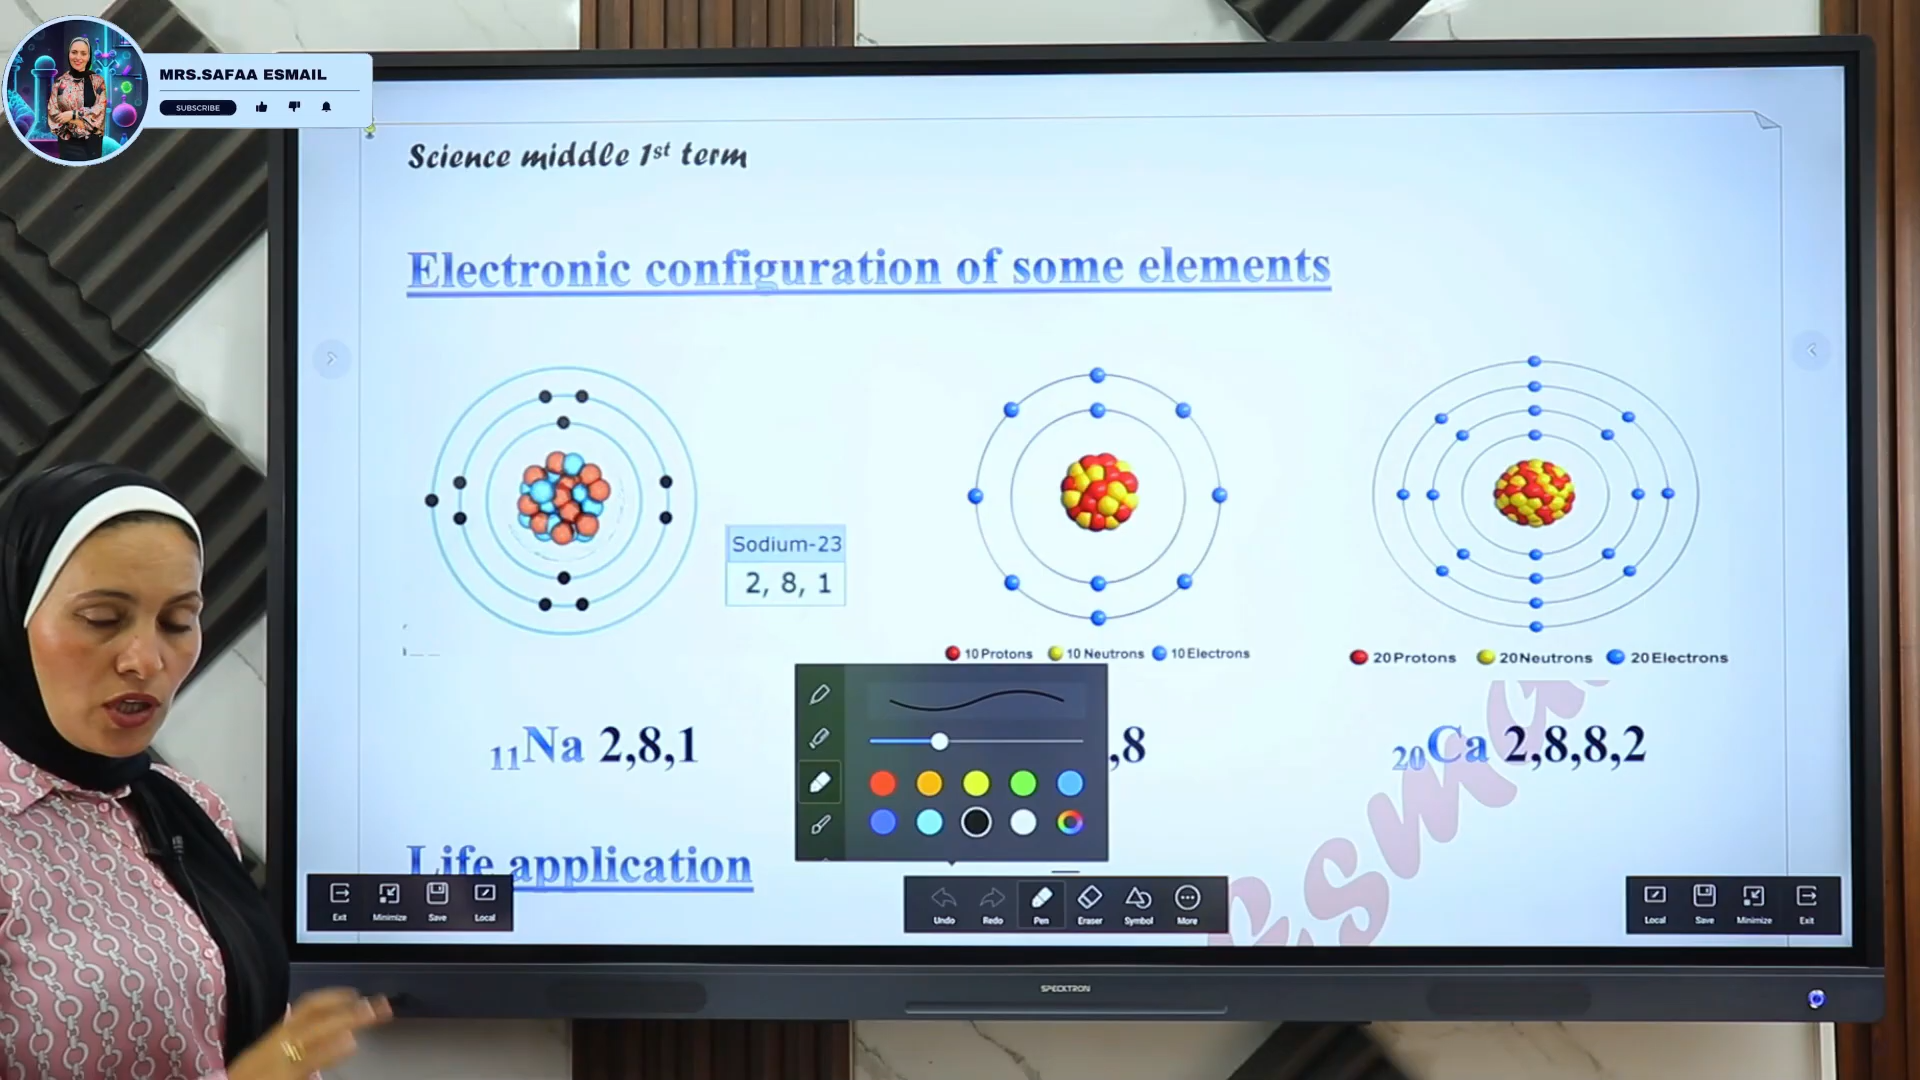 MRS.SAFAA ESMAIL
SUBSCRIBE
Science middle 1st term
Electronic configuration of some elements
Sodium-23
2, 8, 1
10 Protons 10 Neutrons 10 Electrons
20 Protons 20 Neutrons 20 Electrons
11Na 2,8,1
,8
20Ca 2,8,8,2
Life application
Exit Minimize Save Local
Undo Redo Pen Eraser Symbol More
Local Save Minimize Exit
SPECKTRON